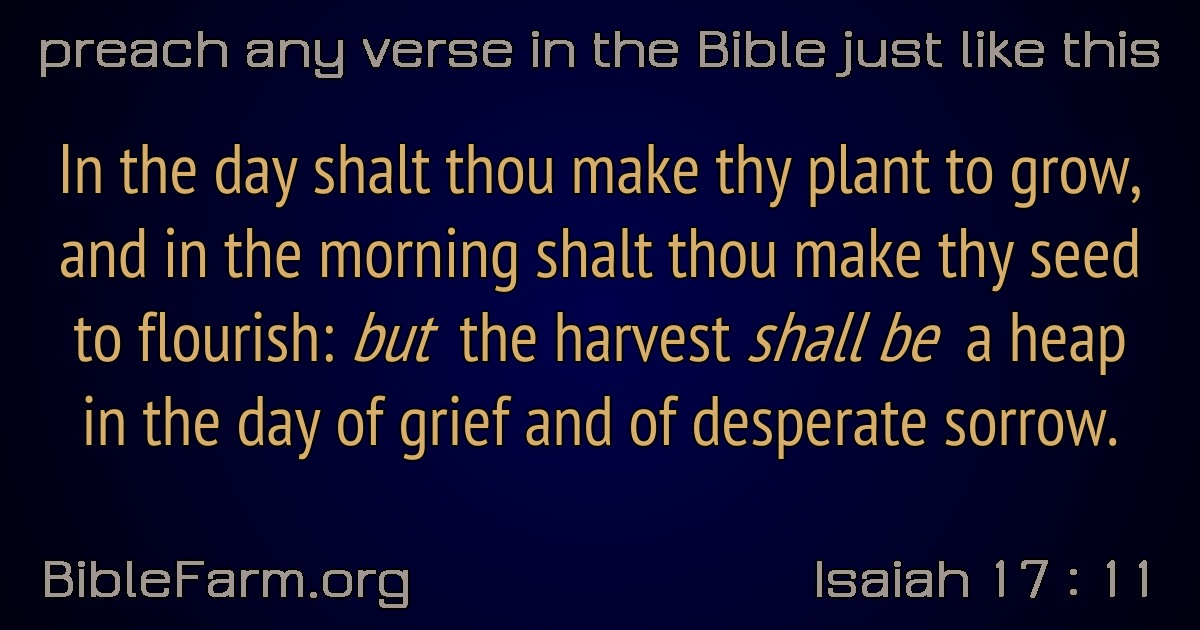 preach any verse in the Bible just like this
In the day shalt thou make thy plant to grow,
and in the morning shalt thou make thy seed
to flourish: but the harvest shall be a heap
in the day of grief and of desperate sorrow.
BibleFarm.org
Isaiah 17 : 11